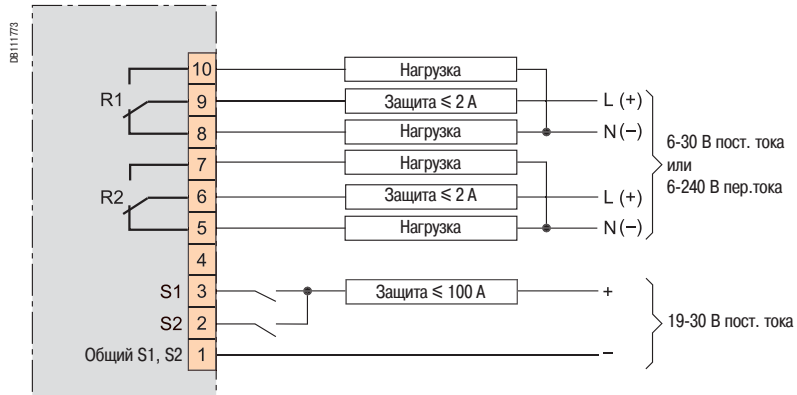 DB111773
10 Нагрузка
R1 9 Защита ⩽ 2 А L (+)
8 Нагрузка N (−)
7 Нагрузка
R2 6 Защита ⩽ 2 А L (+)
5 Нагрузка N (−)
6-30 В пост. тока
или
6-240 В пер.тока
4
S1 3 Защита ⩽ 100 А +
S2 2
19-30 В пост. тока
Общий S1, S2 1 −